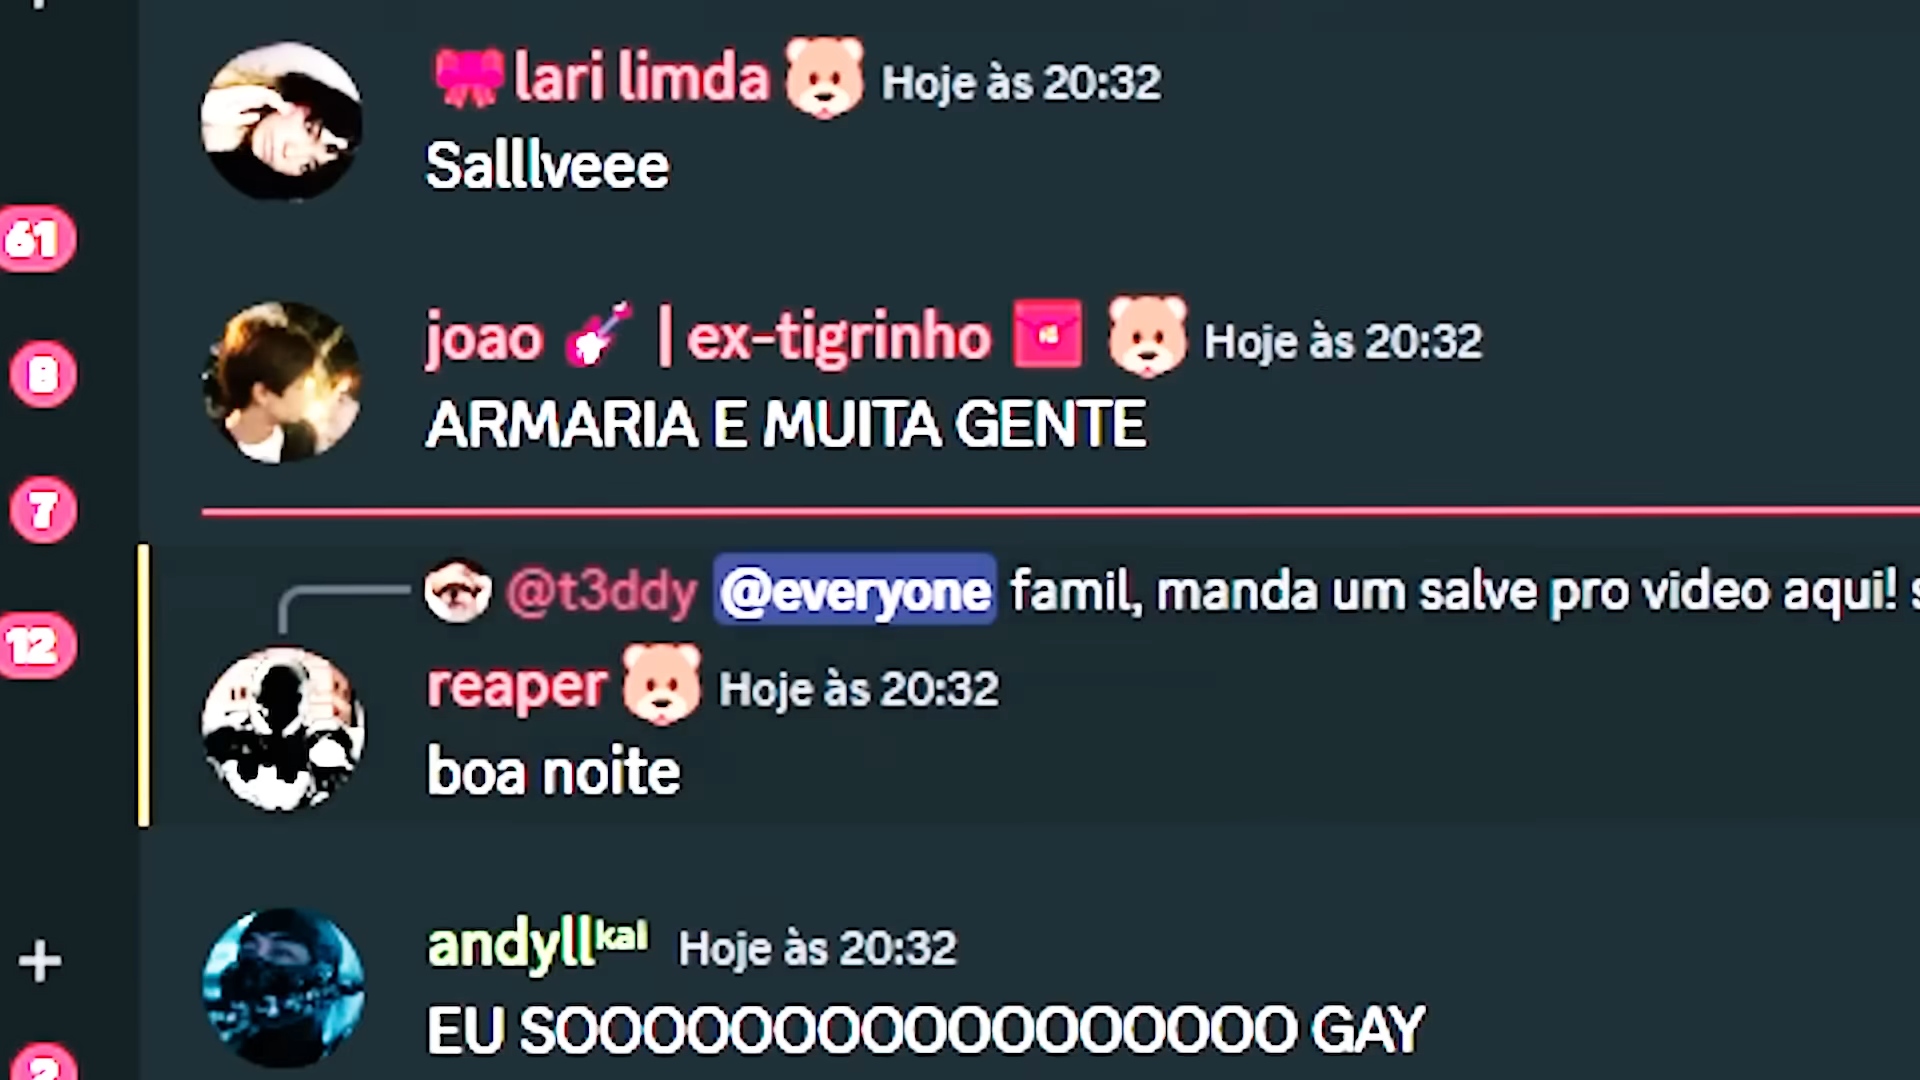 lari limda Hoje às 20:32
Salllveee
61
joao | ex-tigrinho Hoje às 20:32
8
ARMARIA E MUITA GENTE
7
@t3ddy @everyone famil, manda um salve pro video aqui! s
12
reaper Hoje às 20:32
boa noite
andyllᵏᵃˡ Hoje às 20:32
EU SOOOOOOOOOOOOOOOOOO GAY
2